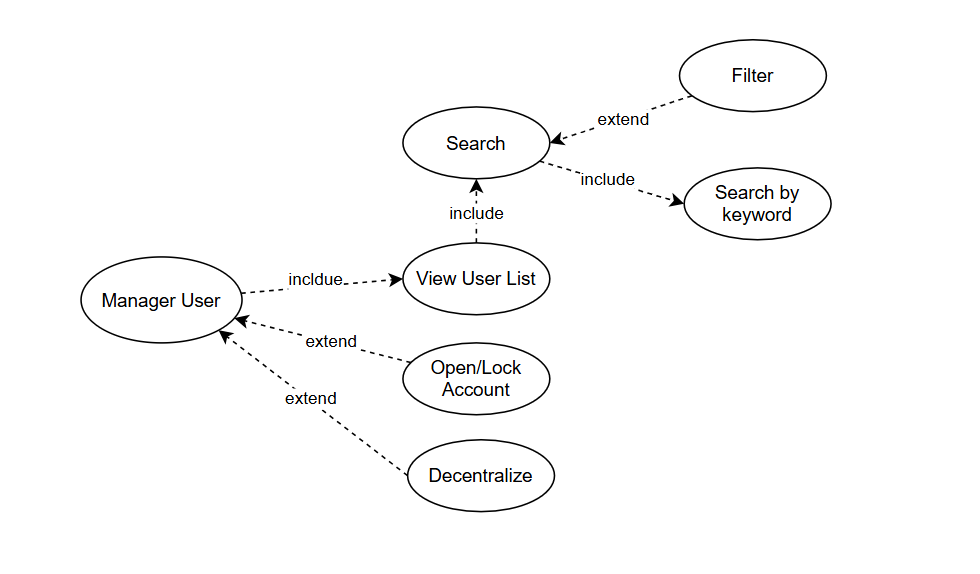 Filter
extend
Search
include
Search by
keyword
include
View User List
incldue
Manager User
extend
Open/Lock
Account
extend
Decentralize